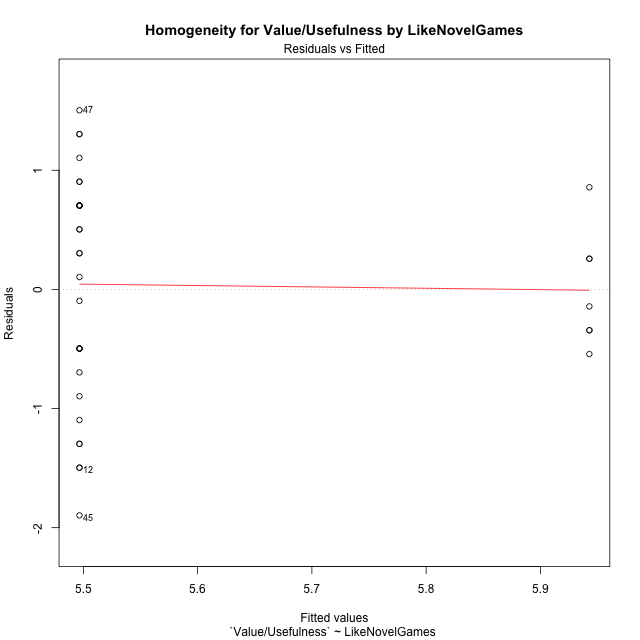 Homogeneity for Value/Usefulness by LikeNovelGames
Residuals vs Fitted
47
1
0
Residuals
-1
12
45
-2
5.5 5.6 5.7 5.8 5.9
Fitted values
`Value/Usefulness` ~ LikeNovelGames